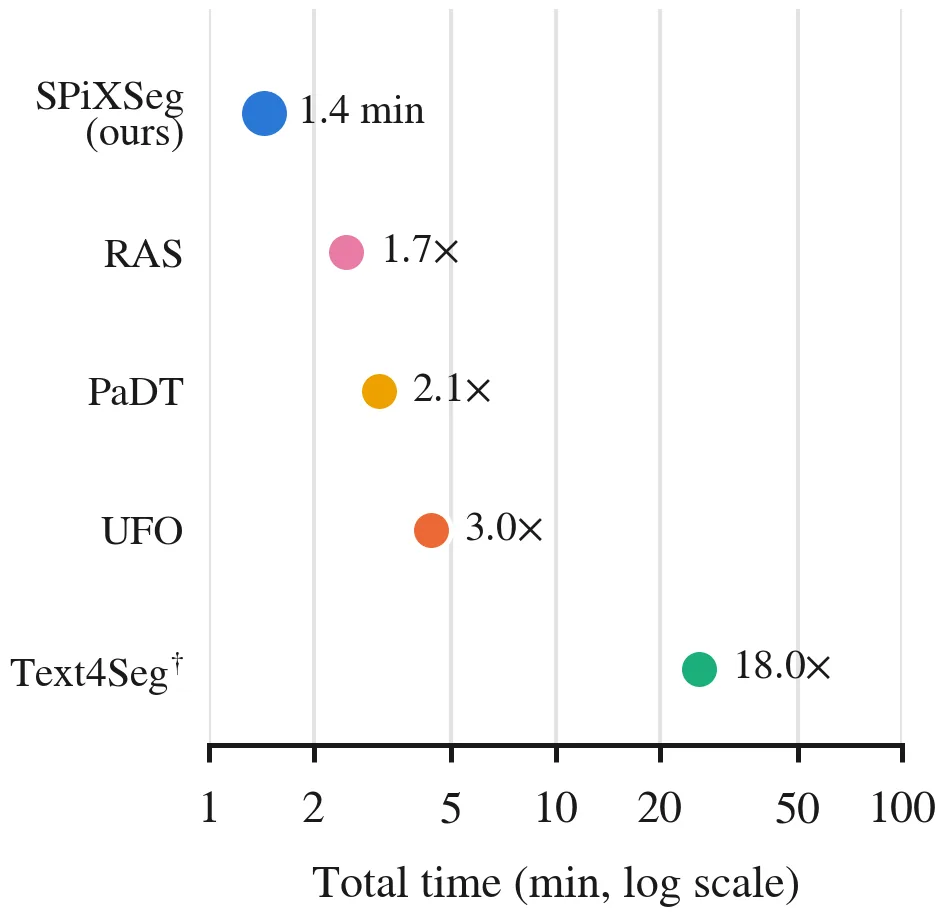 SPiXSeg
(ours)
1.4 min
RAS
1.7×
PaDT
2.1×
UFO
3.0×
Text4Seg†
18.0×
1 2 5 10 20 50 100
Total time (min, log scale)